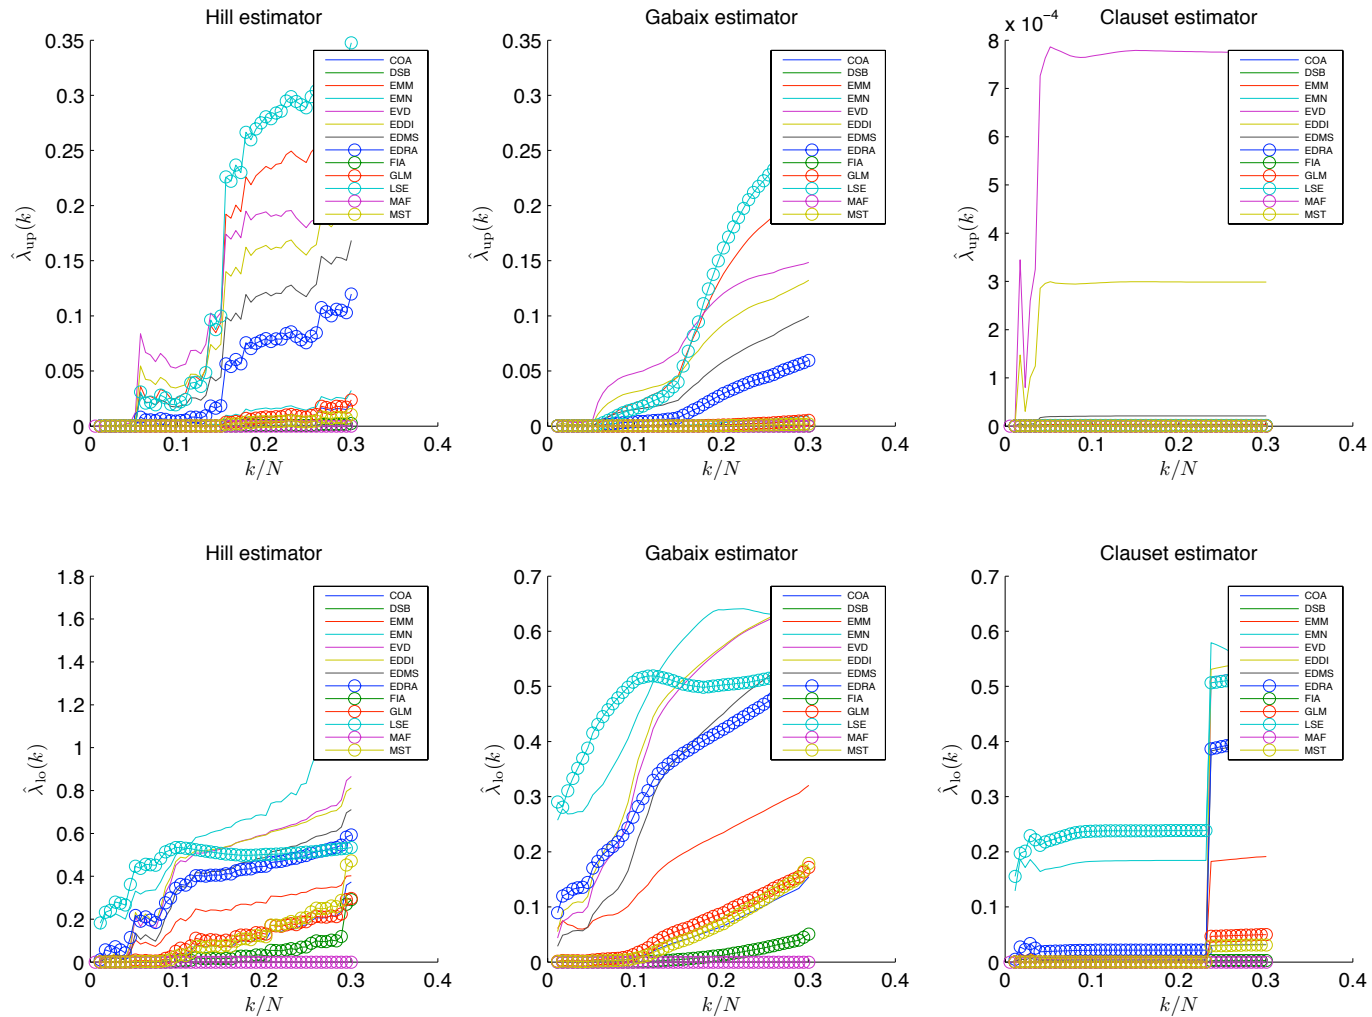 Hill estimator
0.35
0.3
0.25
0.2
0.15
0.1
0.05
0
0
0.1
0.2
0.3
0.4
λ̂up(k)
k/N
COA
DSB
EMM
EMN
EVD
EDDI
EDMS
EDRA
FIA
GLM
LSE
MAF
MST
Gabaix estimator
0.35
0.3
0.25
0.2
0.15
0.1
0.05
0
0
0.1
0.2
0.3
0.4
λ̂up(k)
k/N
COA
DSB
EMM
EMN
EVD
EDDI
EDMS
EDRA
FIA
GLM
LSE
MAF
MST
Clauset estimator
x 10⁻⁴
8
7
6
5
4
3
2
1
0
0
0.1
0.2
0.3
0.4
λ̂up(k)
k/N
COA
DSB
EMM
EMN
EVD
EDDI
EDMS
EDRA
FIA
GLM
LSE
MAF
MST
Hill estimator
1.8
1.6
1.4
1.2
1
0.8
0.6
0.4
0.2
0
0
0.1
0.2
0.3
0.4
λ̂lo(k)
k/N
COA
DSB
EMM
EMN
EVD
EDDI
EDMS
EDRA
FIA
GLM
LSE
MAF
MST
Gabaix estimator
0.7
0.6
0.5
0.4
0.3
0.2
0.1
0
0
0.1
0.2
0.3
0.4
λ̂lo(k)
k/N
COA
DSB
EMM
EMN
EVD
EDDI
EDMS
EDRA
FIA
GLM
LSE
MAF
MST
Clauset estimator
0.7
0.6
0.5
0.4
0.3
0.2
0.1
0
0
0.1
0.2
0.3
0.4
λ̂lo(k)
k/N
COA
DSB
EMM
EMN
EVD
EDDI
EDMS
EDRA
FIA
GLM
LSE
MAF
MST